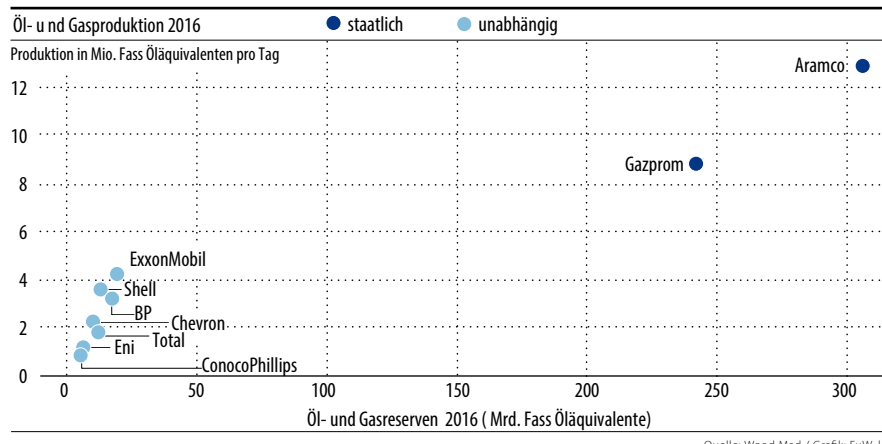 Öl- u nd Gasproduktion 2016 staatlich unabhängig
Produktion in Mio. Fass Öläquivalenten pro Tag
Aramco
12
10
Gazprom
8
6
ExxonMobil
4
Shell
BP
Chevron
2
Total
Eni
ConocoPhillips
0
0 50 100 150 200 250 300
Öl- und Gasreserven 2016 ( Mrd. Fass Öläquivalente)